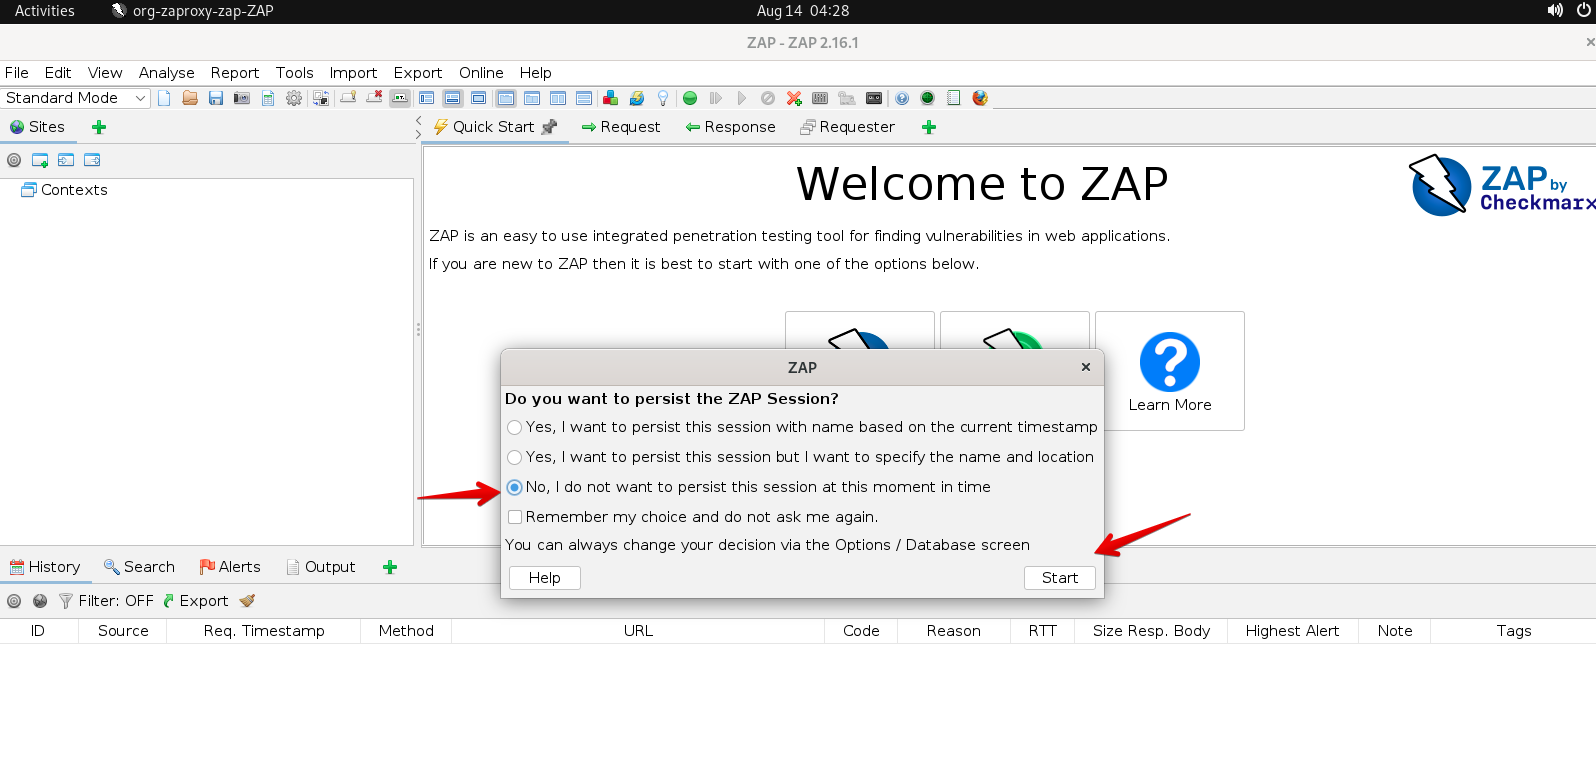 Activities org-zaproxy-zap-ZAP Aug 14 04:28
ZAP - ZAP 2.16.1
File Edit View Analyse Report Tools Import Export Online Help
Standard Mode
Sites Quick Start Request Response Requester
Contexts
Welcome to ZAP
ZAP by
Checkmarx
ZAP is an easy to use integrated penetration testing tool for finding vulnerabilities in web applications.
If you are new to ZAP then it is best to start with one of the options below.
Learn More
ZAP
Do you want to persist the ZAP Session?
Yes, I want to persist this session with name based on the current timestamp
Yes, I want to persist this session but I want to specify the name and location
No, I do not want to persist this session at this moment in time
Remember my choice and do not ask me again.
You can always change your decision via the Options / Database screen
Help Start
History Search Alerts Output
Filter: OFF Export
ID Source Req. Timestamp Method URL Code Reason RTT Size Resp. Body Highest Alert Note Tags